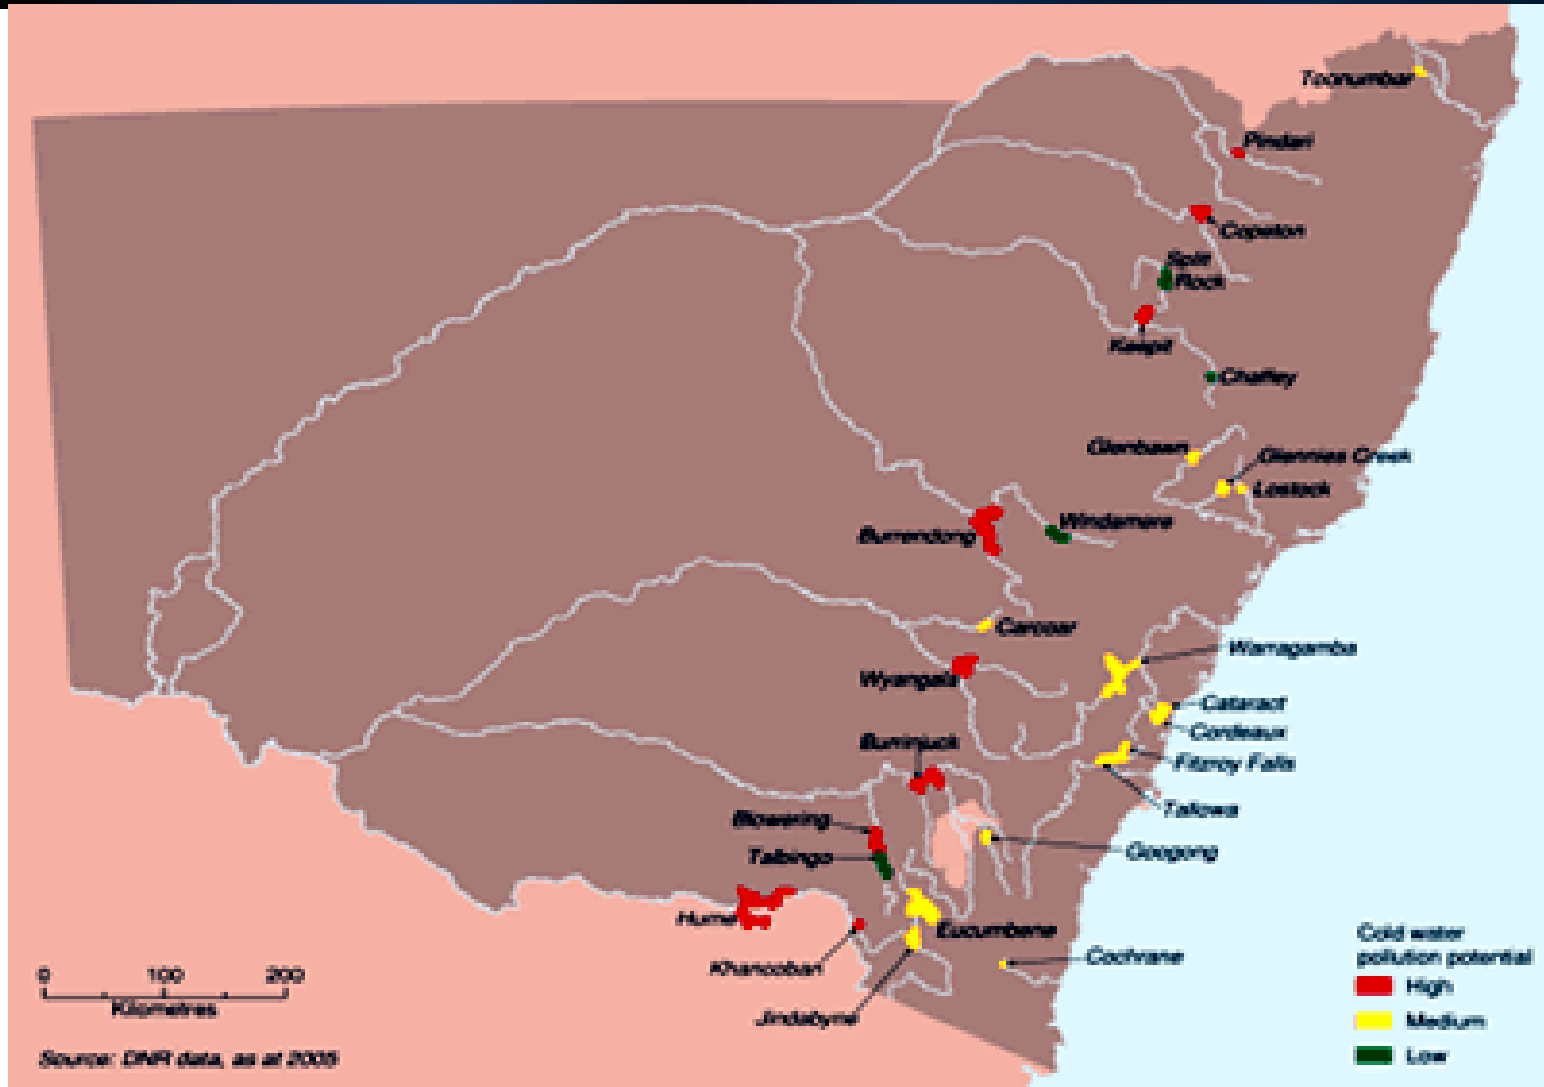 Toonumbar
Pindari
Copeton
Split
Rock
Keepit
Chaffey
Glenbawn
Glennies Creek
Lostock
Windamere
Burrendong
Carcoar
Warragamba
Wyangala
Cataract
Cordeaux
Burrinjuck
Fitzroy Falls
Tallowa
Blowering
Talbingo
Googong
Hume
Eucumbene
Khancoban
Cochrane
Jindabyne
Cold water
pollution potential
High
Medium
Low
0 100 200
Kilometres
Source: DNR data, as at 2005